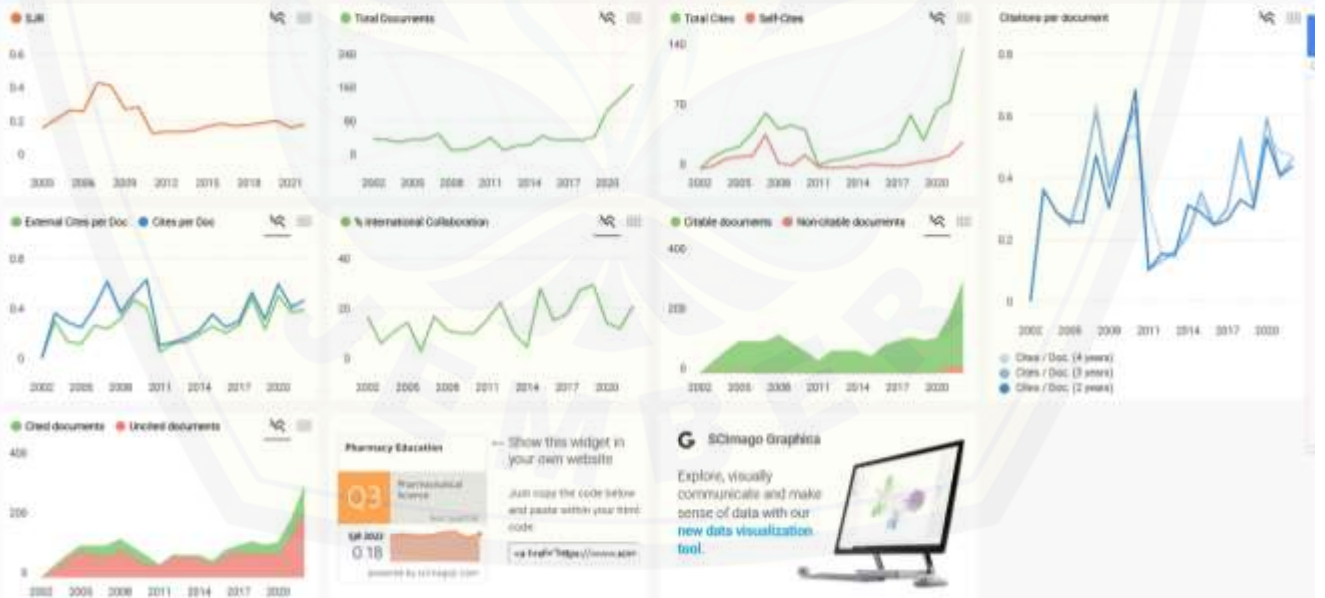 SJR
0.6
0.4
0.2
0
2003 2006 2009 2012 2015 2018 2021
Total Documents
240
160
80
0
2002 2005 2008 2011 2014 2017 2020
Total Cites Self-Cites
140
70
0
2002 2005 2008 2011 2014 2017 2020
Citations per document
0.8
0.6
0.4
0.2
0
2002 2005 2008 2011 2014 2017 2020
Cites / Doc. (4 years)
Cites / Doc. (3 years)
Cites / Doc. (2 years)
External Cites per Doc Cites per Doc
0.8
0.4
0
2002 2005 2008 2011 2014 2017 2020
% International Collaboration
40
20
0
2002 2005 2008 2011 2014 2017 2020
Citable documents Non-citable documents
400
200
0
2002 2005 2008 2011 2014 2017 2020
Cited documents Uncited documents
400
200
0
2002 2005 2008 2011 2014 2017 2020
Pharmacy Education
Q3
Pharmaceutical
Science
best quartile
SJR 2022
0.18
powered by scimagojr.com
← Show this widget in
your own website
Just copy the code below
and paste within your html
code:
<a href="https://www.scim
SCImago Graphica
Explore, visually
communicate and make
sense of data with our
new data visualization
tool.
EMBER